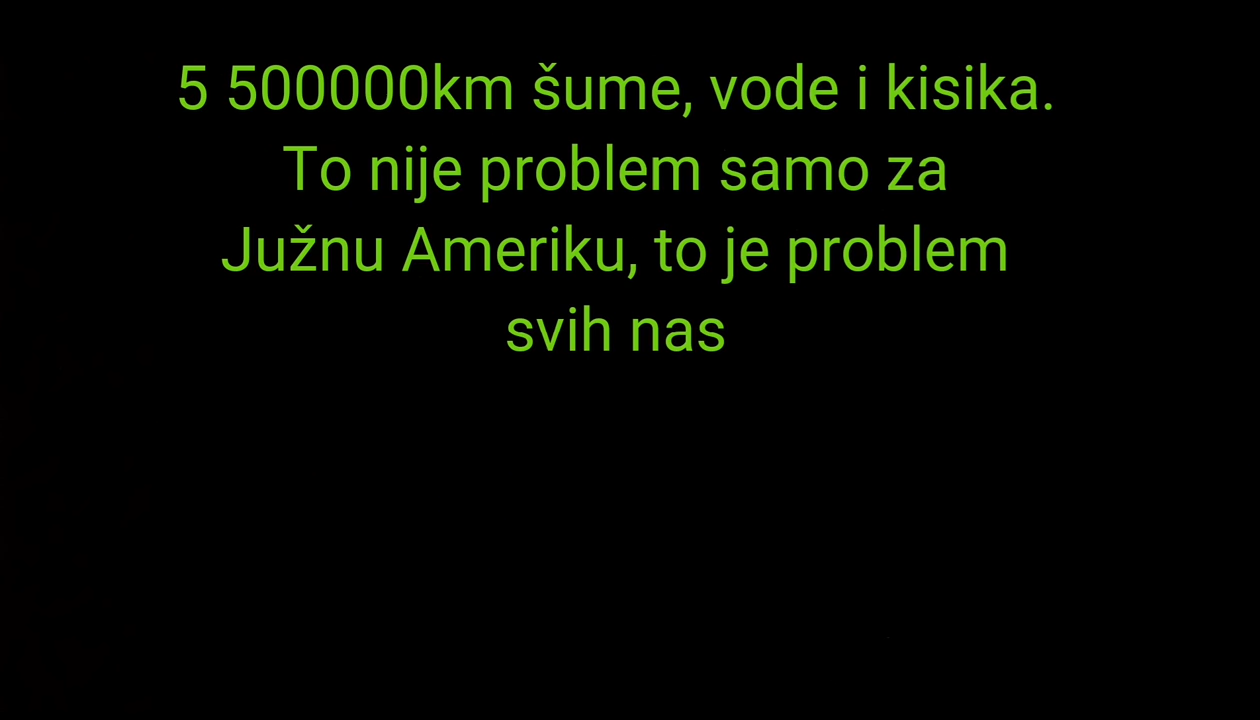 5 500000km šume, vode i kisika.
To nije problem samo za
Južnu Ameriku, to je problem
svih nas